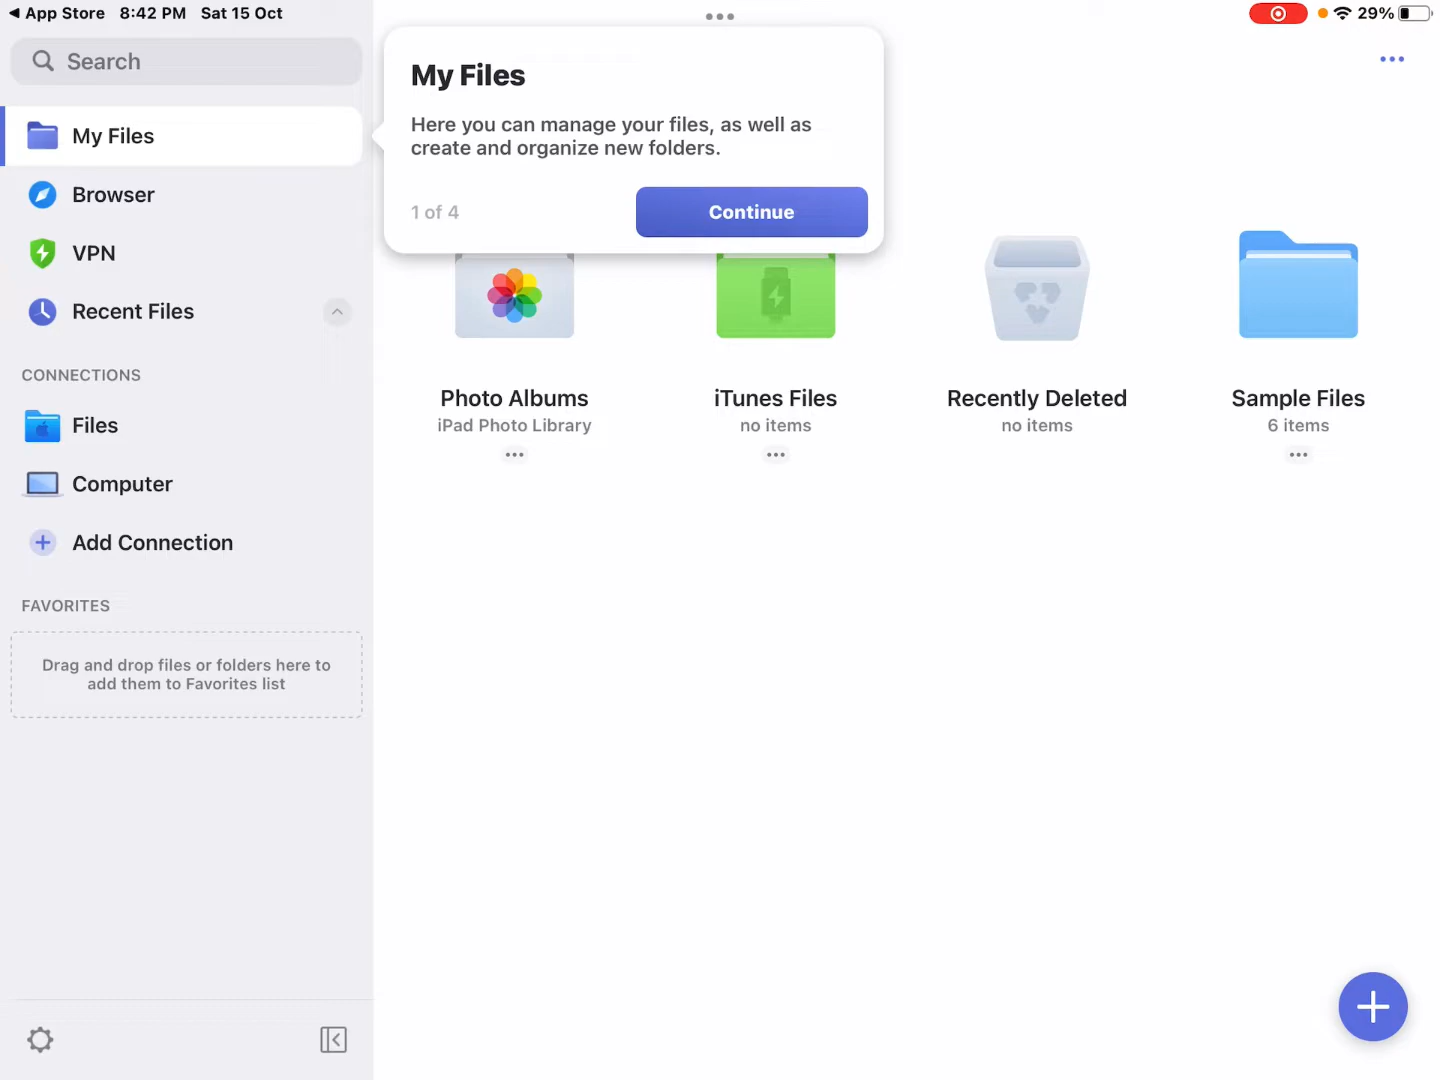 App Store 8:42 PM Sat 15 Oct
29%
Search
My Files
Browser
VPN
Recent Files
CONNECTIONS
Files
Computer
Add Connection
FAVORITES
Drag and drop files or folders here to
add them to Favorites list
My Files
Here you can manage your files, as well as
create and organize new folders.
1 of 4
Continue
Photo Albums
iPad Photo Library
iTunes Files
no items
Recently Deleted
no items
Sample Files
6 items